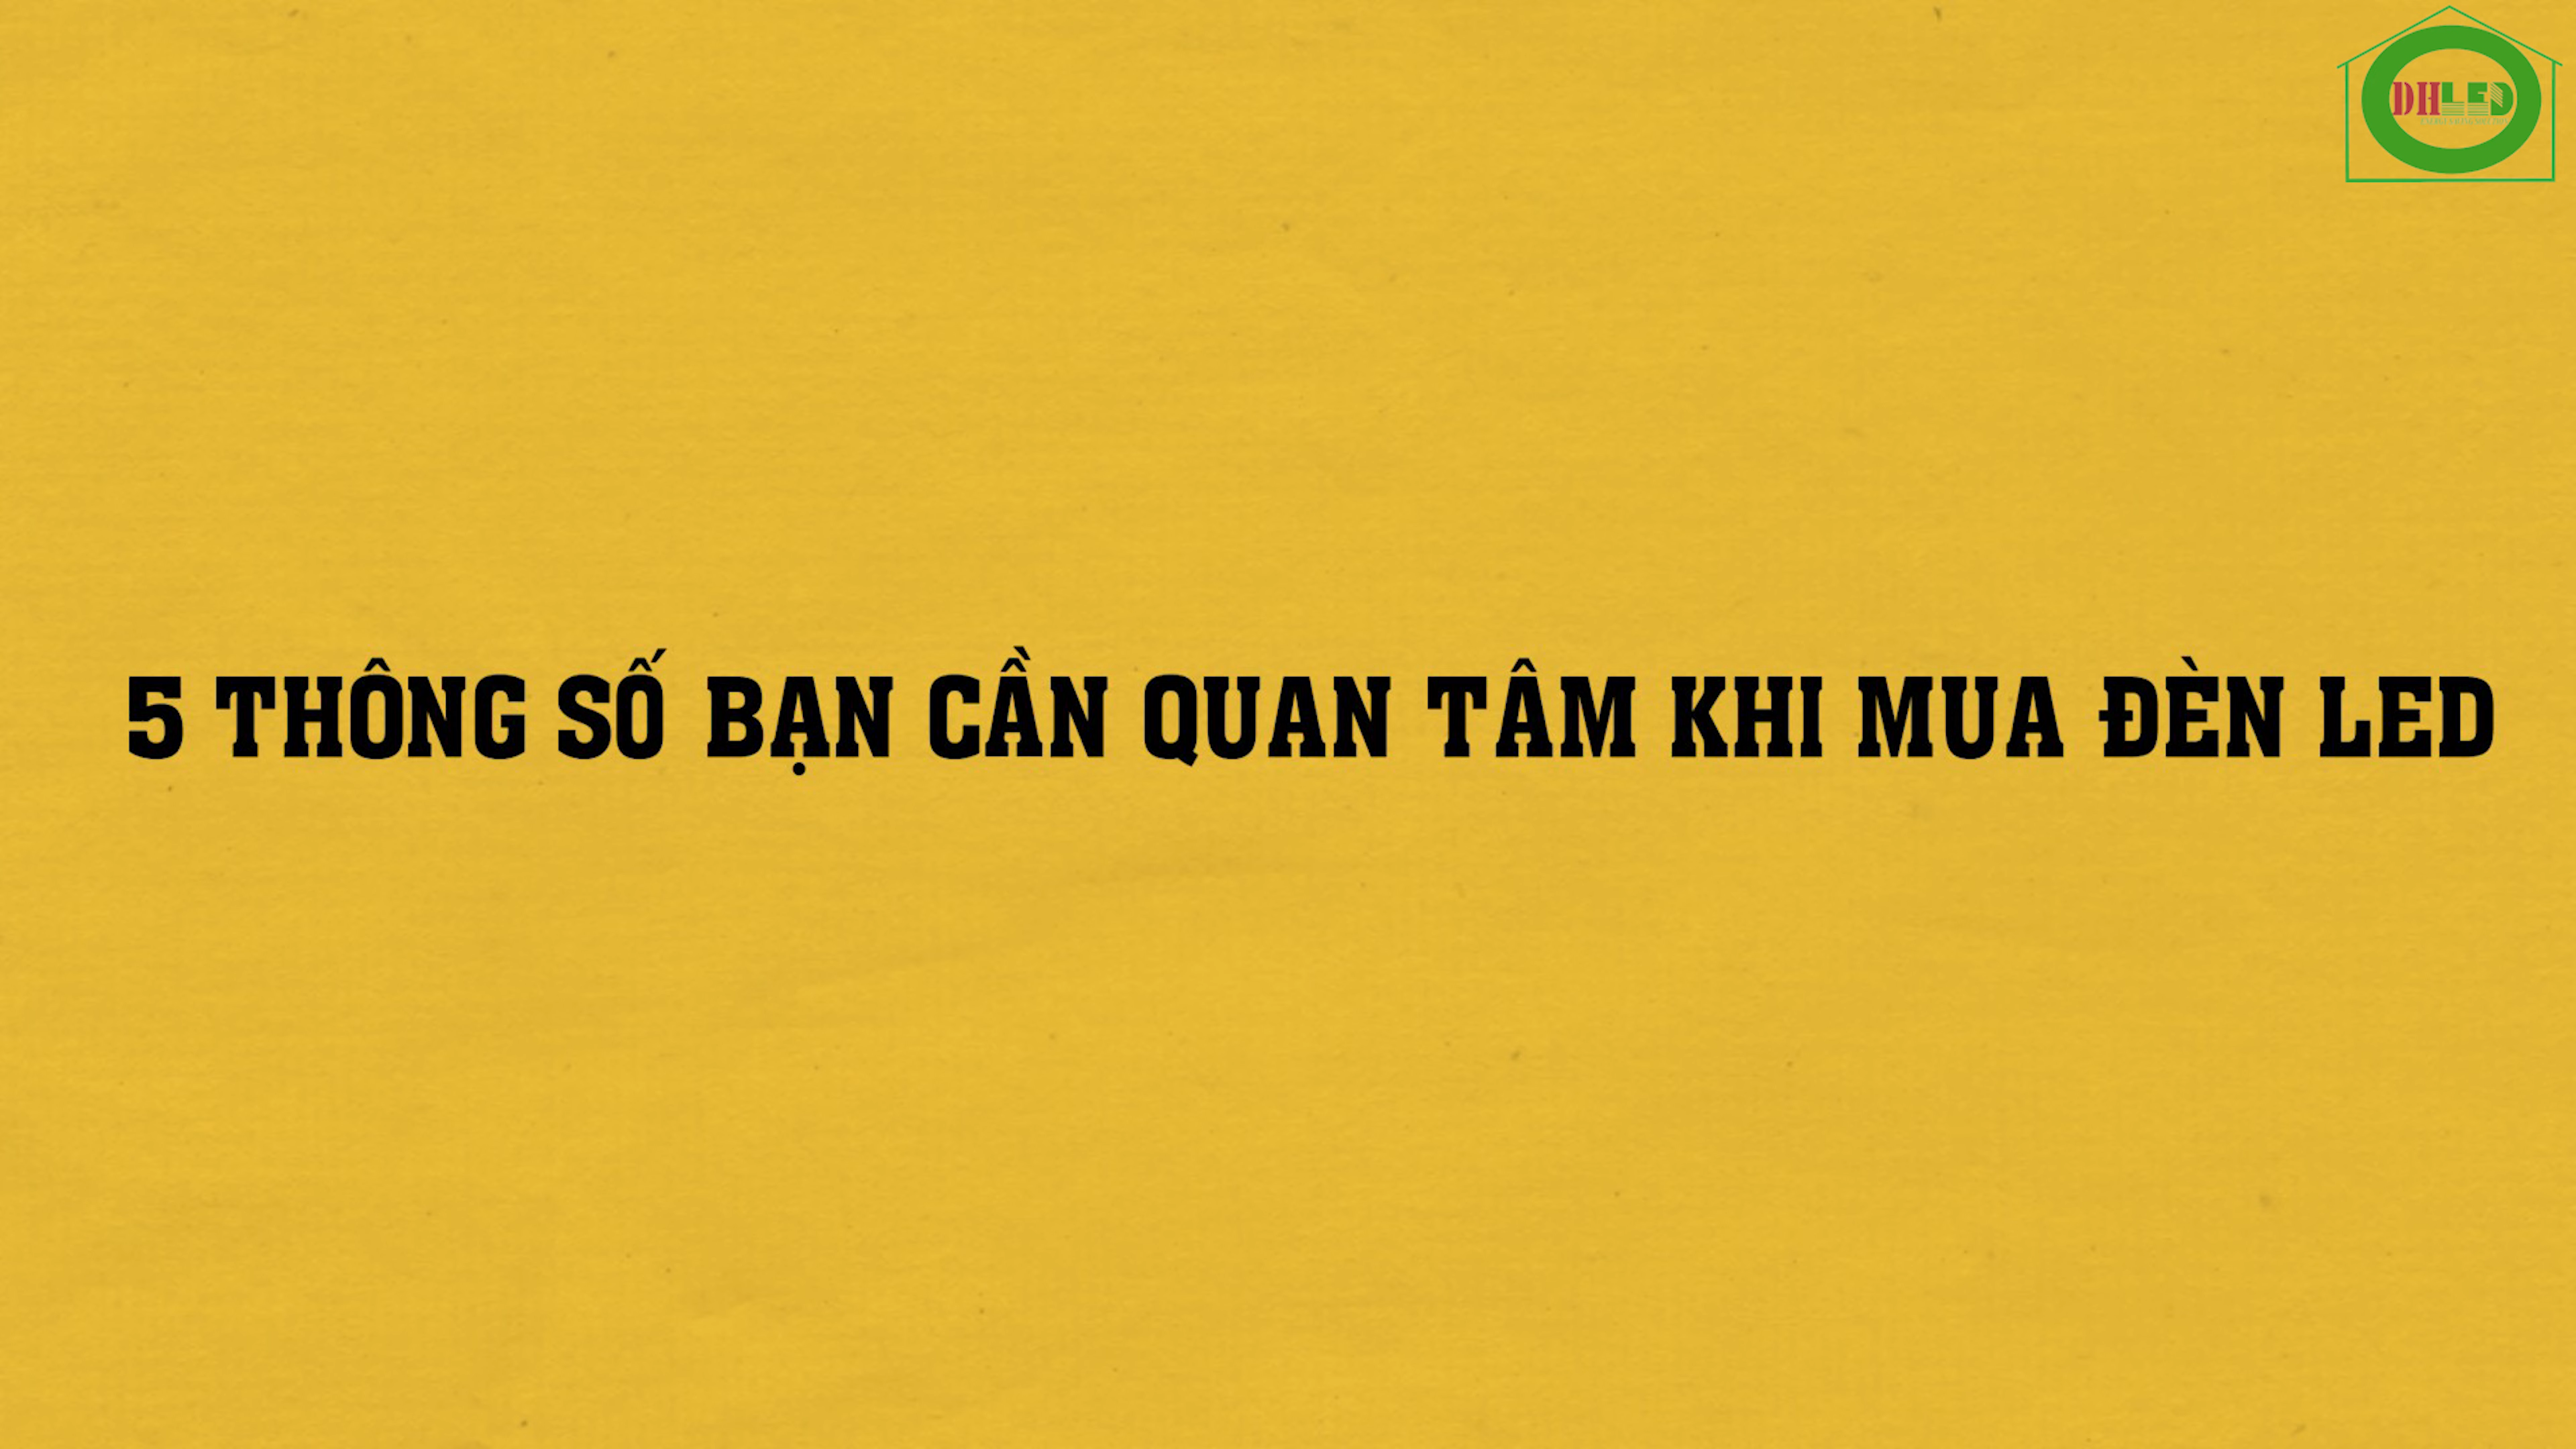 DHLED
5 THÔNG SỐ BẠN CẦN QUAN TÂM KHI MUA ĐÈN LED